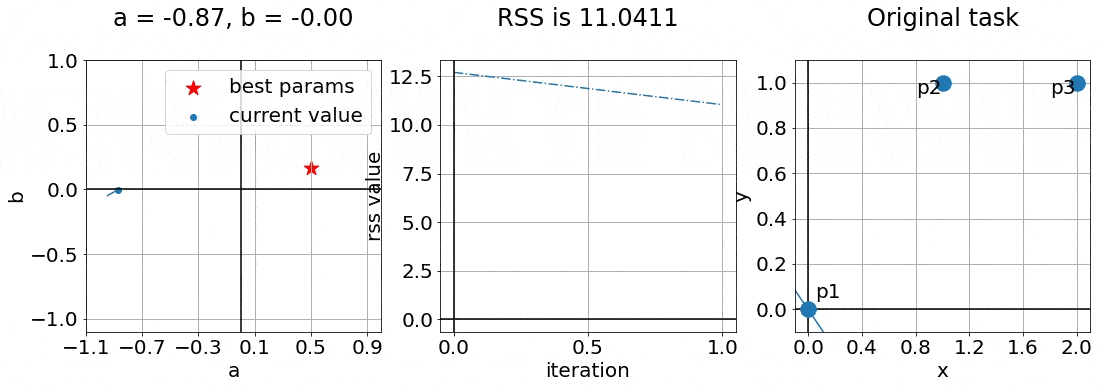 a = -0.87, b = -0.00
1.0
0.5
0.0
−0.5
−1.0
b
best params
current value
−1.1 −0.7 −0.3 0.1 0.5 0.9
a
RSS is 11.0411
12.5
10.0
7.5
5.0
2.5
0.0
rss value
0.0 0.5 1.0
iteration
Original task
1.0
0.8
0.6
0.4
0.2
0.0
y
p2
p3
p1
0.0 0.4 0.8 1.2 1.6 2.0
x